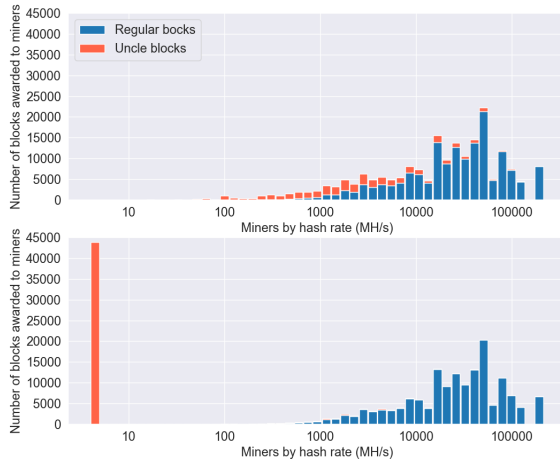 Number of blocks awarded to miners
45000
40000
35000
30000
25000
20000
15000
10000
5000
0
Regular bocks
Uncle blocks
10 100 1000 10000 100000
Miners by hash rate (MH/s)
Number of blocks awarded to miners
45000
40000
35000
30000
25000
20000
15000
10000
5000
0
10 100 1000 10000 100000
Miners by hash rate (MH/s)